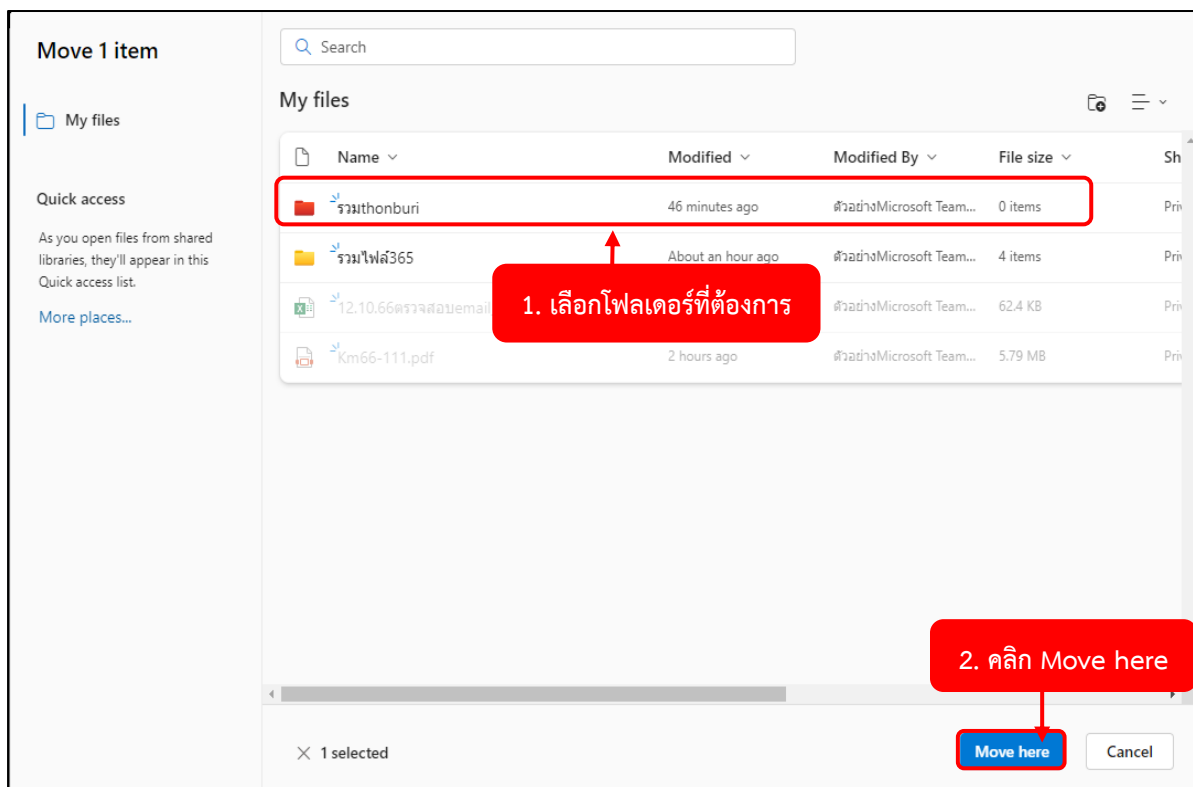 Move 1 item
Search
My files
My files
Name Modified Modified By File size Sh
Quick access
รวมthonburi 46 minutes ago ตัวอย่างMicrosoft Team... 0 items Priv
As you open files from shared
libraries, they'll appear in this
Quick access list.
More places...
รวมไฟล์365 About an hour ago ตัวอย่างMicrosoft Team... 4 items Priv
1. เลือกโฟลเดอร์ที่ต้องการ
12.10.66ตรวจสอบemail ตัวอย่างMicrosoft Team... 62.4 KB Priv
Km66-111.pdf 2 hours ago ตัวอย่างMicrosoft Team... 5.79 MB Priv
2. คลิก Move here
1 selected
Move here
Cancel